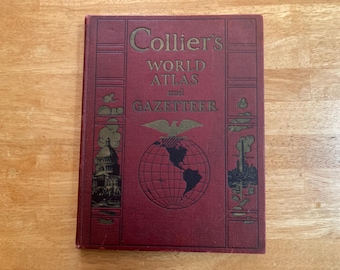 Collier's
WORLD
ATLAS
and
GAZETTEER